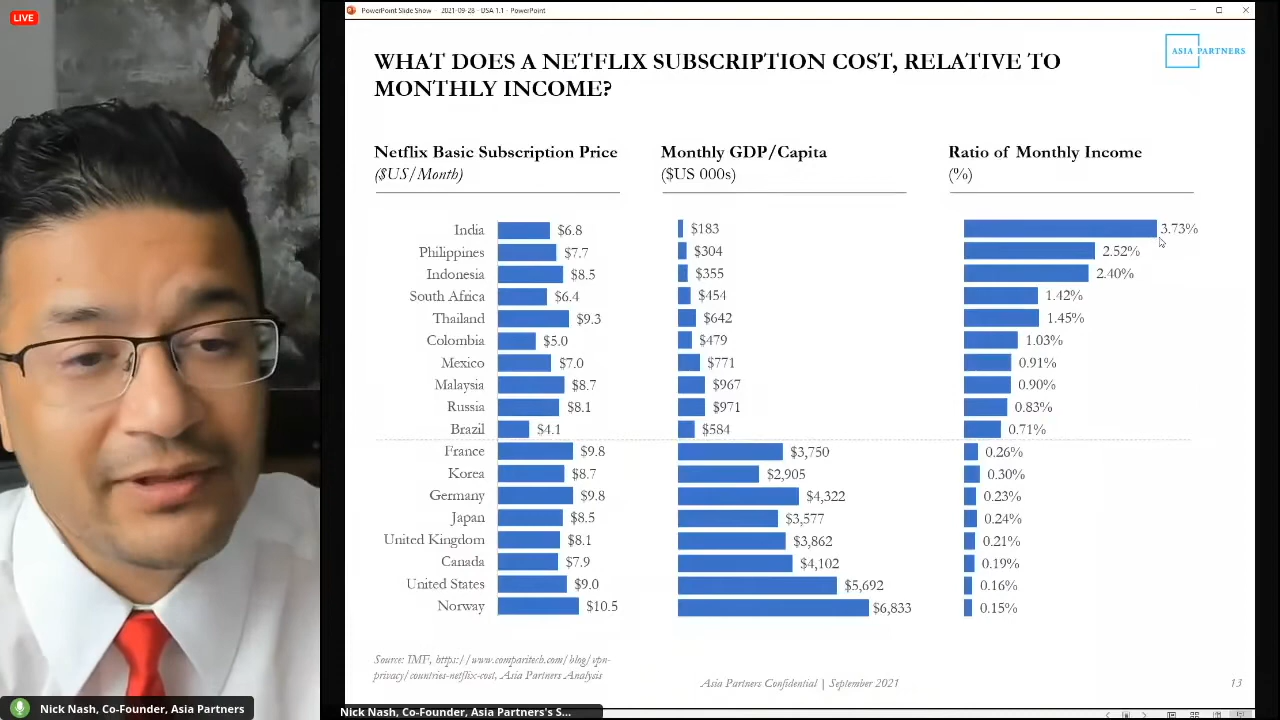 LIVE
PowerPoint Slide Show - 2021-09-28 - DSA 1.1 - PowerPoint
ASIA PARTNERS
WHAT DOES A NETFLIX SUBSCRIPTION COST, RELATIVE TO
MONTHLY INCOME?
Netflix Basic Subscription Price
($US/Month)
Monthly GDP/Capita
($US 000s)
Ratio of Monthly Income
(%)
India $6.8 $183 3.73%
Philippines $7.7 $304 2.52%
Indonesia $8.5 $355 2.40%
South Africa $6.4 $454 1.42%
Thailand $9.3 $642 1.45%
Colombia $5.0 $479 1.03%
Mexico $7.0 $771 0.91%
Malaysia $8.7 $967 0.90%
Russia $8.1 $971 0.83%
Brazil $4.1 $584 0.71%
France $9.8 $3,750 0.26%
Korea $8.7 $2,905 0.30%
Germany $9.8 $4,322 0.23%
Japan $8.5 $3,577 0.24%
United Kingdom $8.1 $3,862 0.21%
Canada $7.9 $4,102 0.19%
United States $9.0 $5,692 0.16%
Norway $10.5 $6,833 0.15%
Source: IMF, https://www.comparitech.com/blog/vpn-
privacy/countries-netflix-cost, Asia Partners Analysis
Asia Partners Confidential | September 2021
13
Nick Nash, Co-Founder, Asia Partners
Nick Nash, Co-Founder, Asia Partners's S...